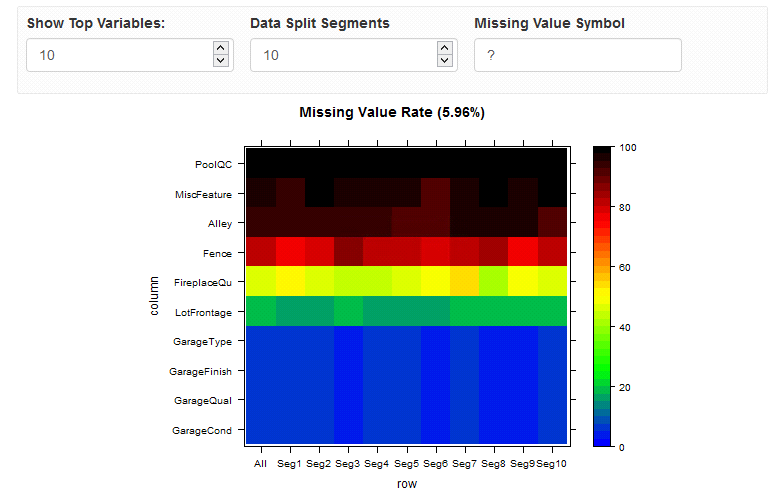 Show Top Variables: Data Split Segments Missing Value Symbol
10 10 ?
Missing Value Rate (5.96%)
PoolQC
MiscFeature
Alley
Fence
FireplaceQu
LotFrontage
GarageType
GarageFinish
GarageQual
GarageCond
column
100
80
60
40
20
0
All Seg1 Seg2 Seg3 Seg4 Seg5 Seg6 Seg7 Seg8 Seg9 Seg10
row